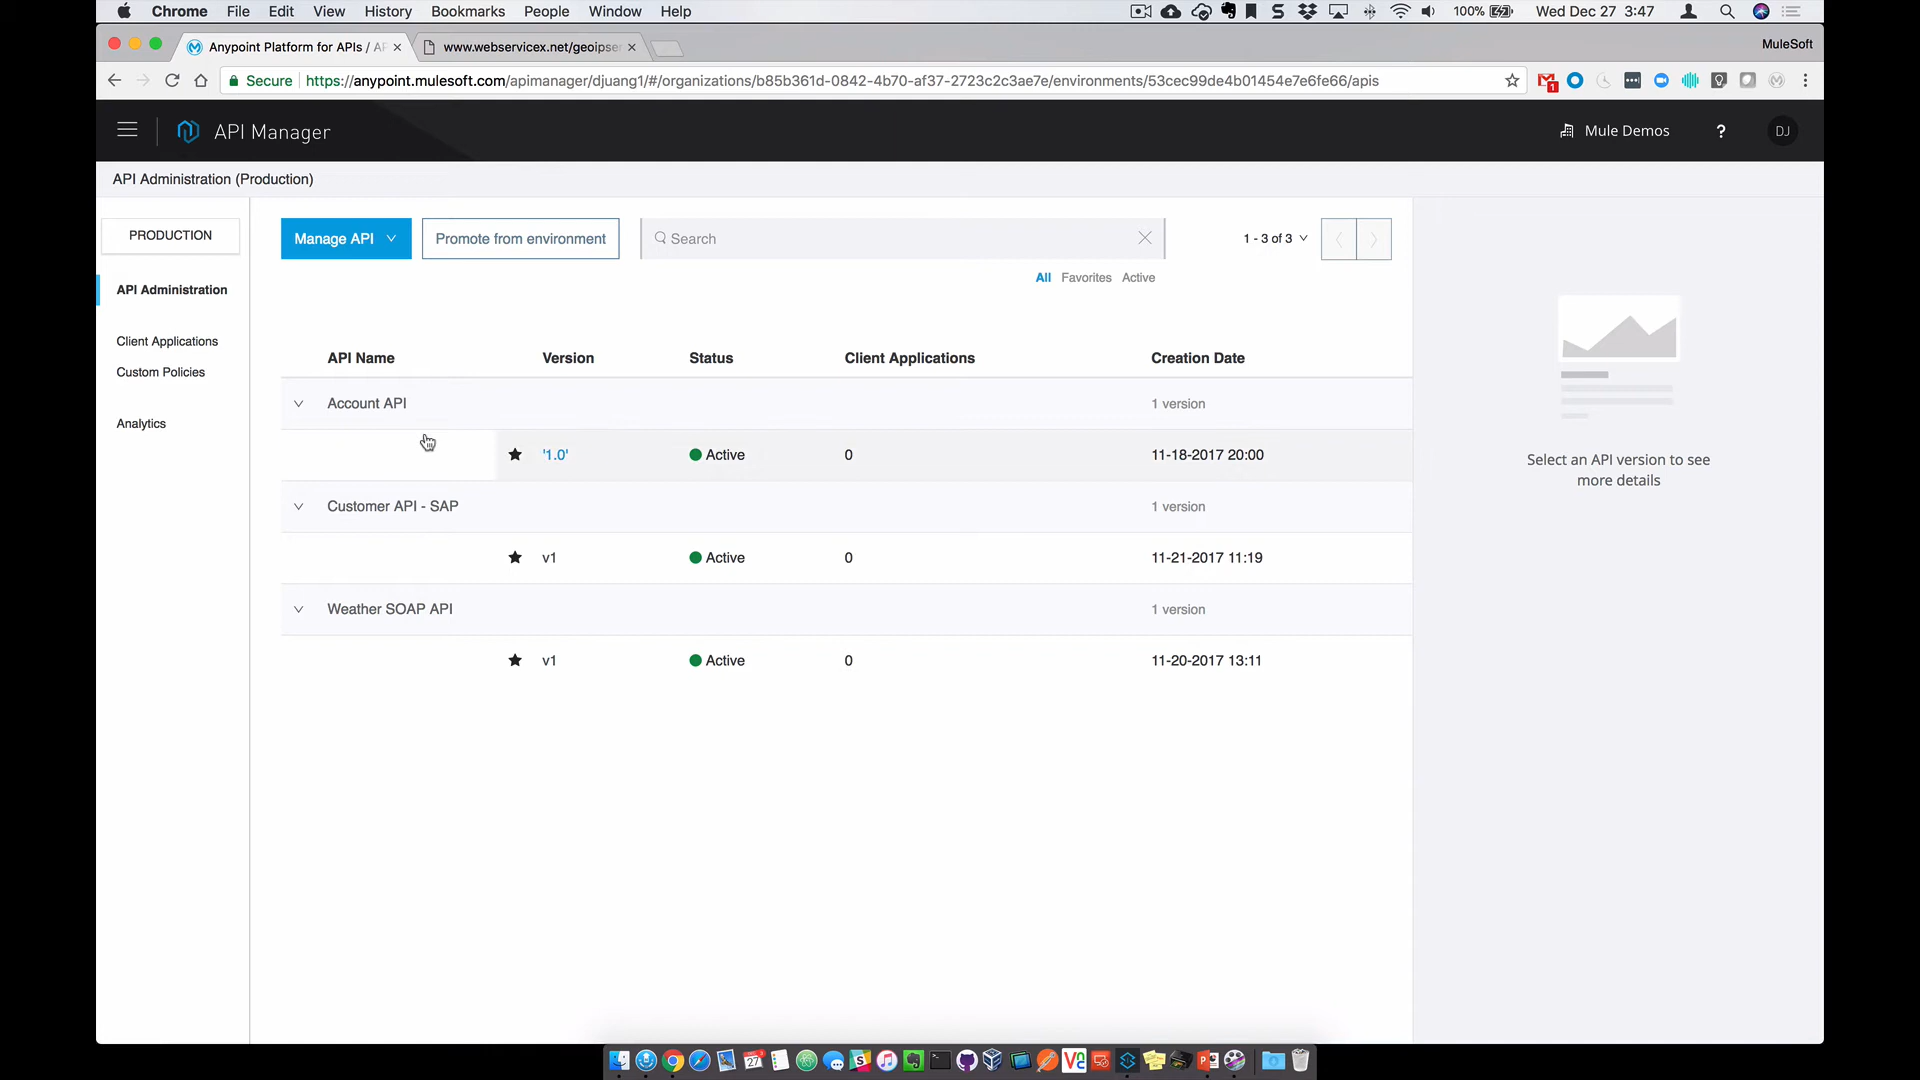 Chrome File Edit View History Bookmarks People Window Help 100% Wed Dec 27 3:47
Anypoint Platform for APIs / AP
www.webservicex.net/geoipser
MuleSoft
Secure https://anypoint.mulesoft.com/apimanager/djuang1/#/organizations/b85b361d-0842-4b70-af37-2723c2c3ae7e/environments/53cec99de4b01454e7e6fe66/apis
1
API Manager
Mule Demos ? DJ
API Administration (Production)
PRODUCTION
API Administration
Client Applications
Custom Policies
Analytics
Manage API
Promote from environment
Search
1 - 3 of 3
All Favorites Active
API Name Version Status Client Applications Creation Date
Account API 1 version
'1.0' Active 0 11-18-2017 20:00
Customer API - SAP 1 version
v1 Active 0 11-21-2017 11:19
Weather SOAP API 1 version
v1 Active 0 11-20-2017 13:11
Select an API version to see
more details
27